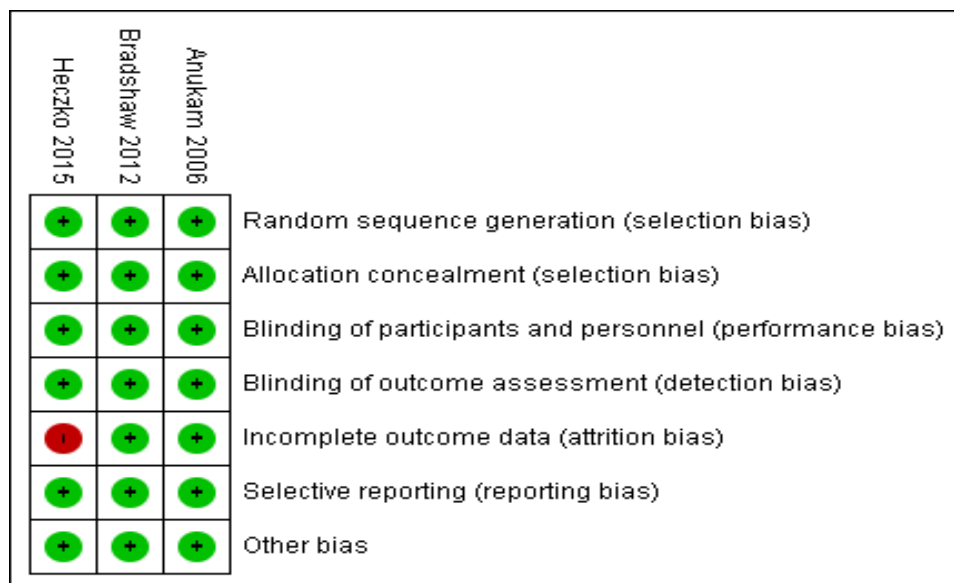 Heczko 2015
Bradshaw 2012
Anukam 2006
+ + + Random sequence generation (selection bias)
+ + + Allocation concealment (selection bias)
+ + + Blinding of participants and personnel (performance bias)
+ + + Blinding of outcome assessment (detection bias)
- + + Incomplete outcome data (attrition bias)
+ + + Selective reporting (reporting bias)
+ + + Other bias